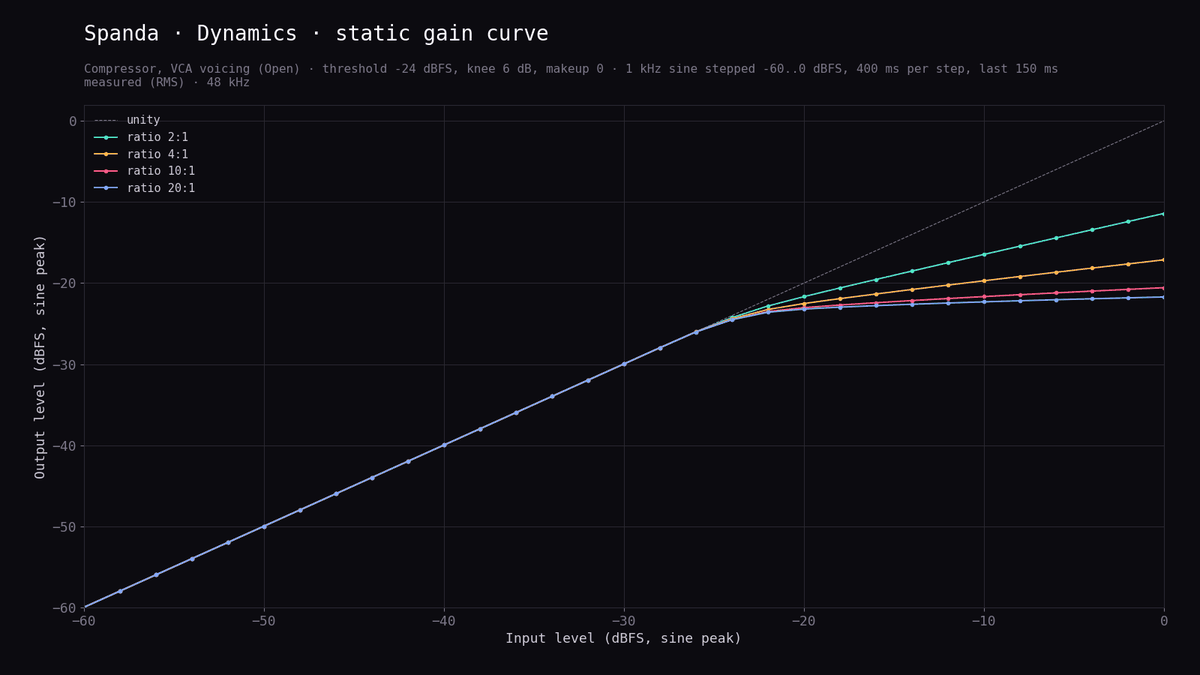 Spanda · Dynamics · static gain curve
Compressor, VCA voicing (Open) · threshold -24 dBFS, knee 6 dB, makeup 0 · 1 kHz sine stepped -60..0 dBFS, 400 ms per step, last 150 ms
measured (RMS) · 48 kHz
unity
ratio 2:1
ratio 4:1
ratio 10:1
ratio 20:1
Output level (dBFS, sine peak)
0
−10
−20
−30
−40
−50
−60
−60 −50 −40 −30 −20 −10 0
Input level (dBFS, sine peak)